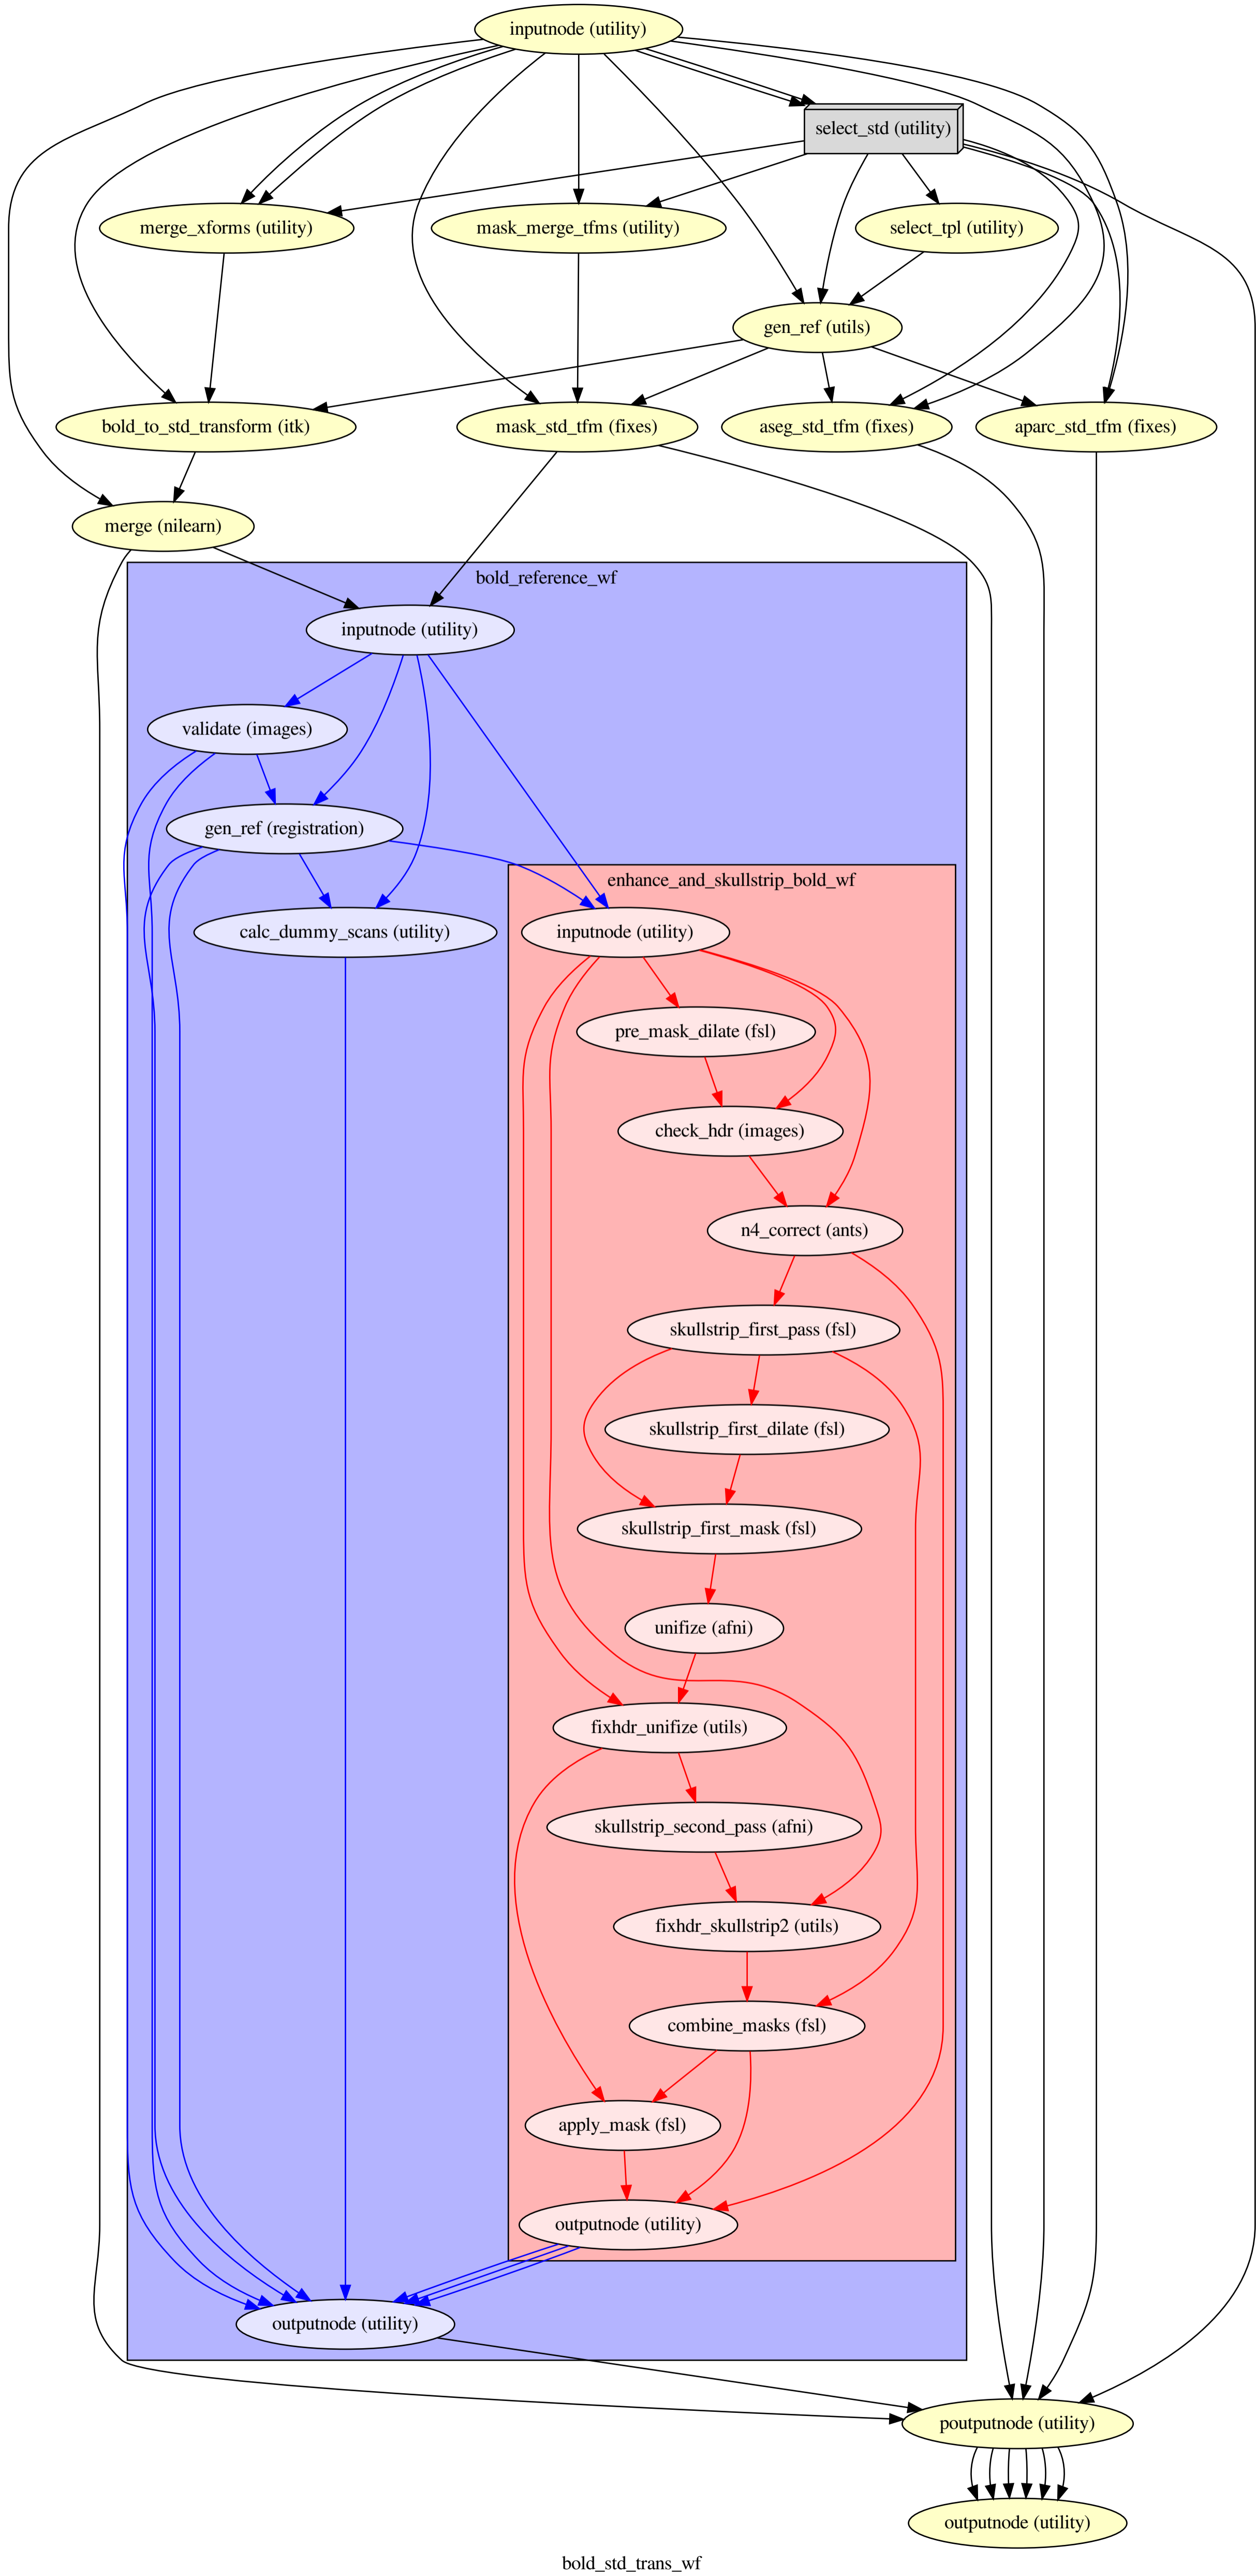 inputnode (utility)
select_std (utility)
merge_xforms (utility)
mask_merge_tfms (utility)
select_tpl (utility)
gen_ref (utils)
bold_to_std_transform (itk)
mask_std_tfm (fixes)
aseg_std_tfm (fixes)
aparc_std_tfm (fixes)
merge (nilearn)
bold_reference_wf
inputnode (utility)
validate (images)
gen_ref (registration)
enhance_and_skullstrip_bold_wf
calc_dummy_scans (utility)
inputnode (utility)
pre_mask_dilate (fsl)
check_hdr (images)
n4_correct (ants)
skullstrip_first_pass (fsl)
skullstrip_first_dilate (fsl)
skullstrip_first_mask (fsl)
unifize (afni)
fixhdr_unifize (utils)
skullstrip_second_pass (afni)
fixhdr_skullstrip2 (utils)
combine_masks (fsl)
apply_mask (fsl)
outputnode (utility)
outputnode (utility)
poutputnode (utility)
outputnode (utility)
bold_std_trans_wf